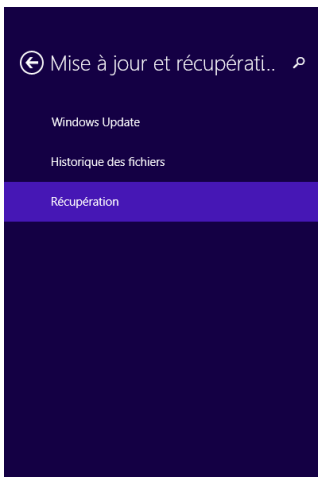 Mise à jour et récupérati..
Windows Update
Historique des fichiers
Récupération